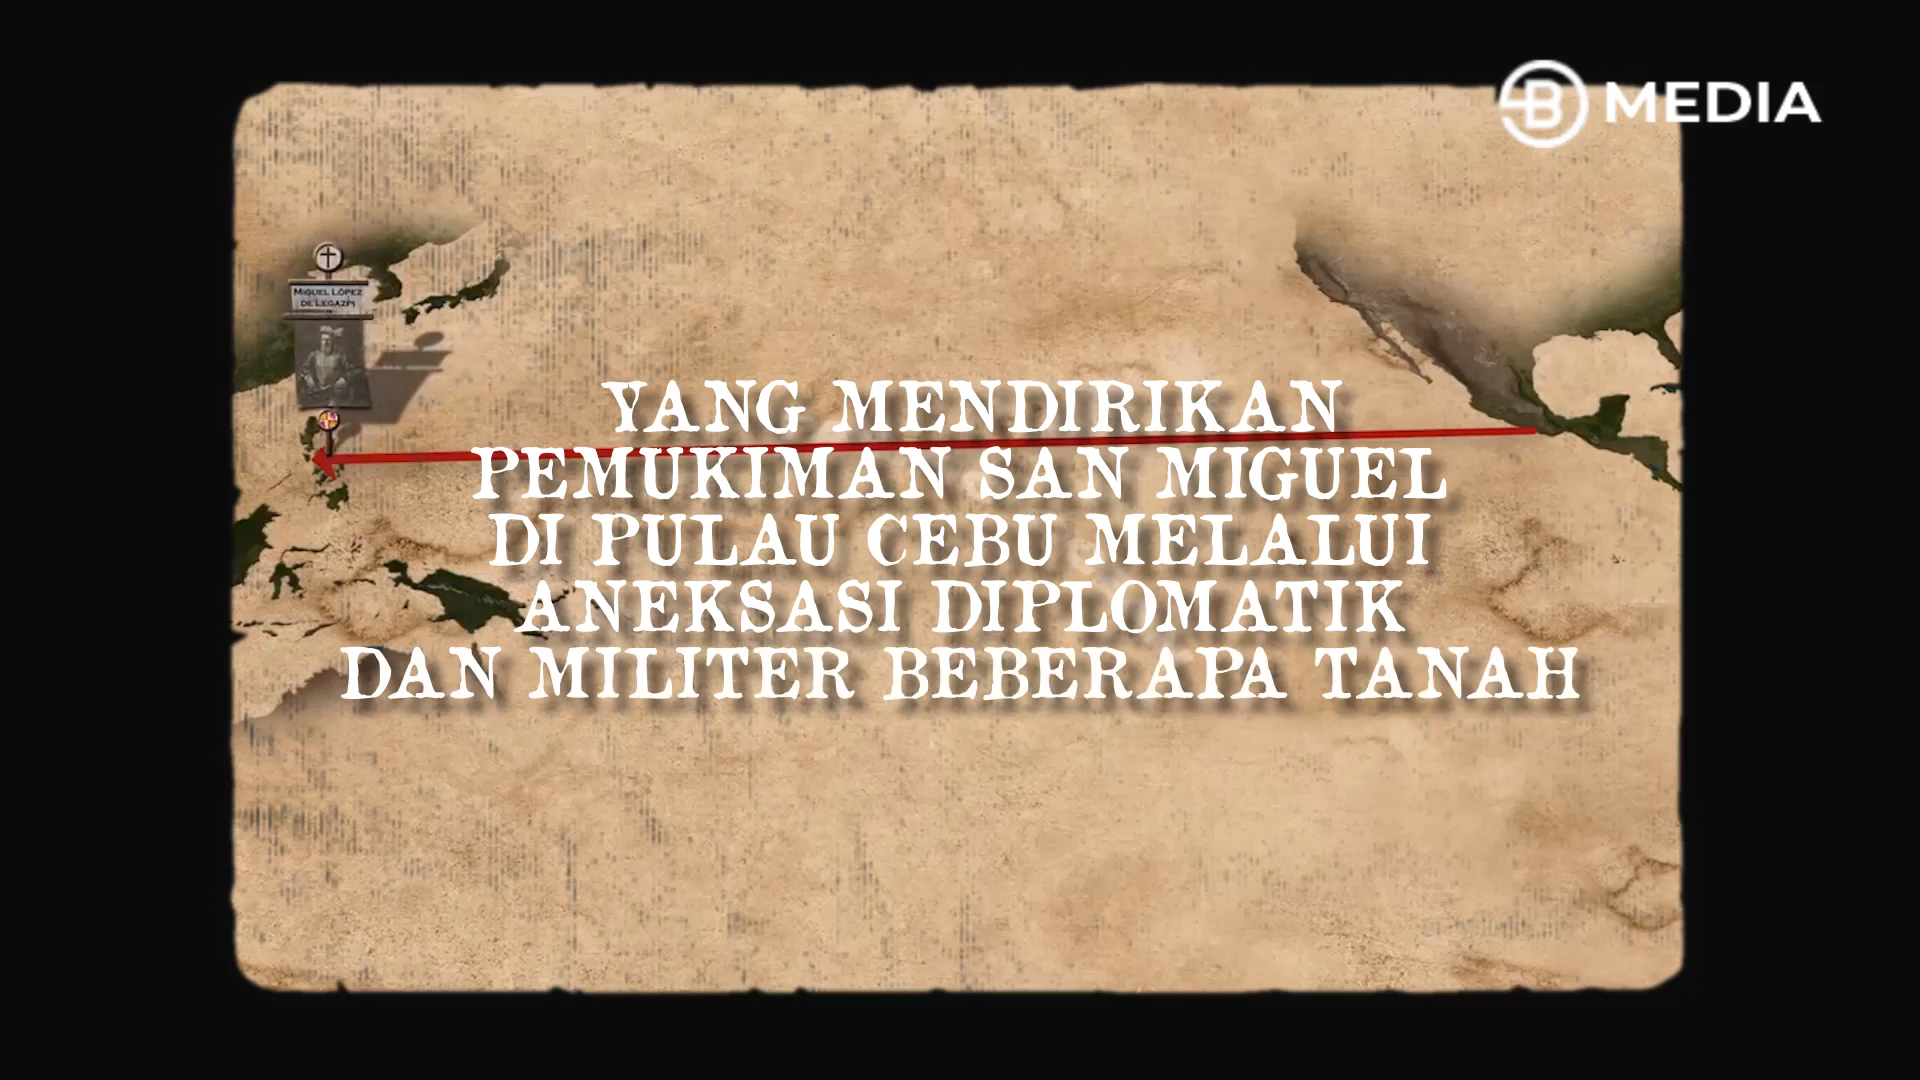 MEDIA
MIGUEL LÓPEZ
DE LEGAZPI
YANG MENDIRIKAN
PEMUKIMAN SAN MIGUEL
DI PULAU CEBU MELALUI
ANEKSASI DIPLOMATIK
DAN MILITER BEBERAPA TANAH